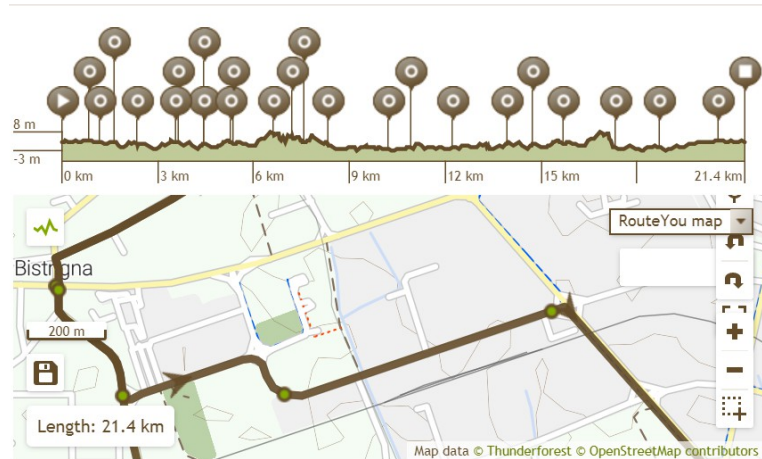 8 m
-3 m
0 km 3 km 6 km 9 km 12 km 15 km 21.4 km
RouteYou map
Bistrigna
200 m
Length: 21.4 km
Map data © Thunderforest © OpenStreetMap contributors